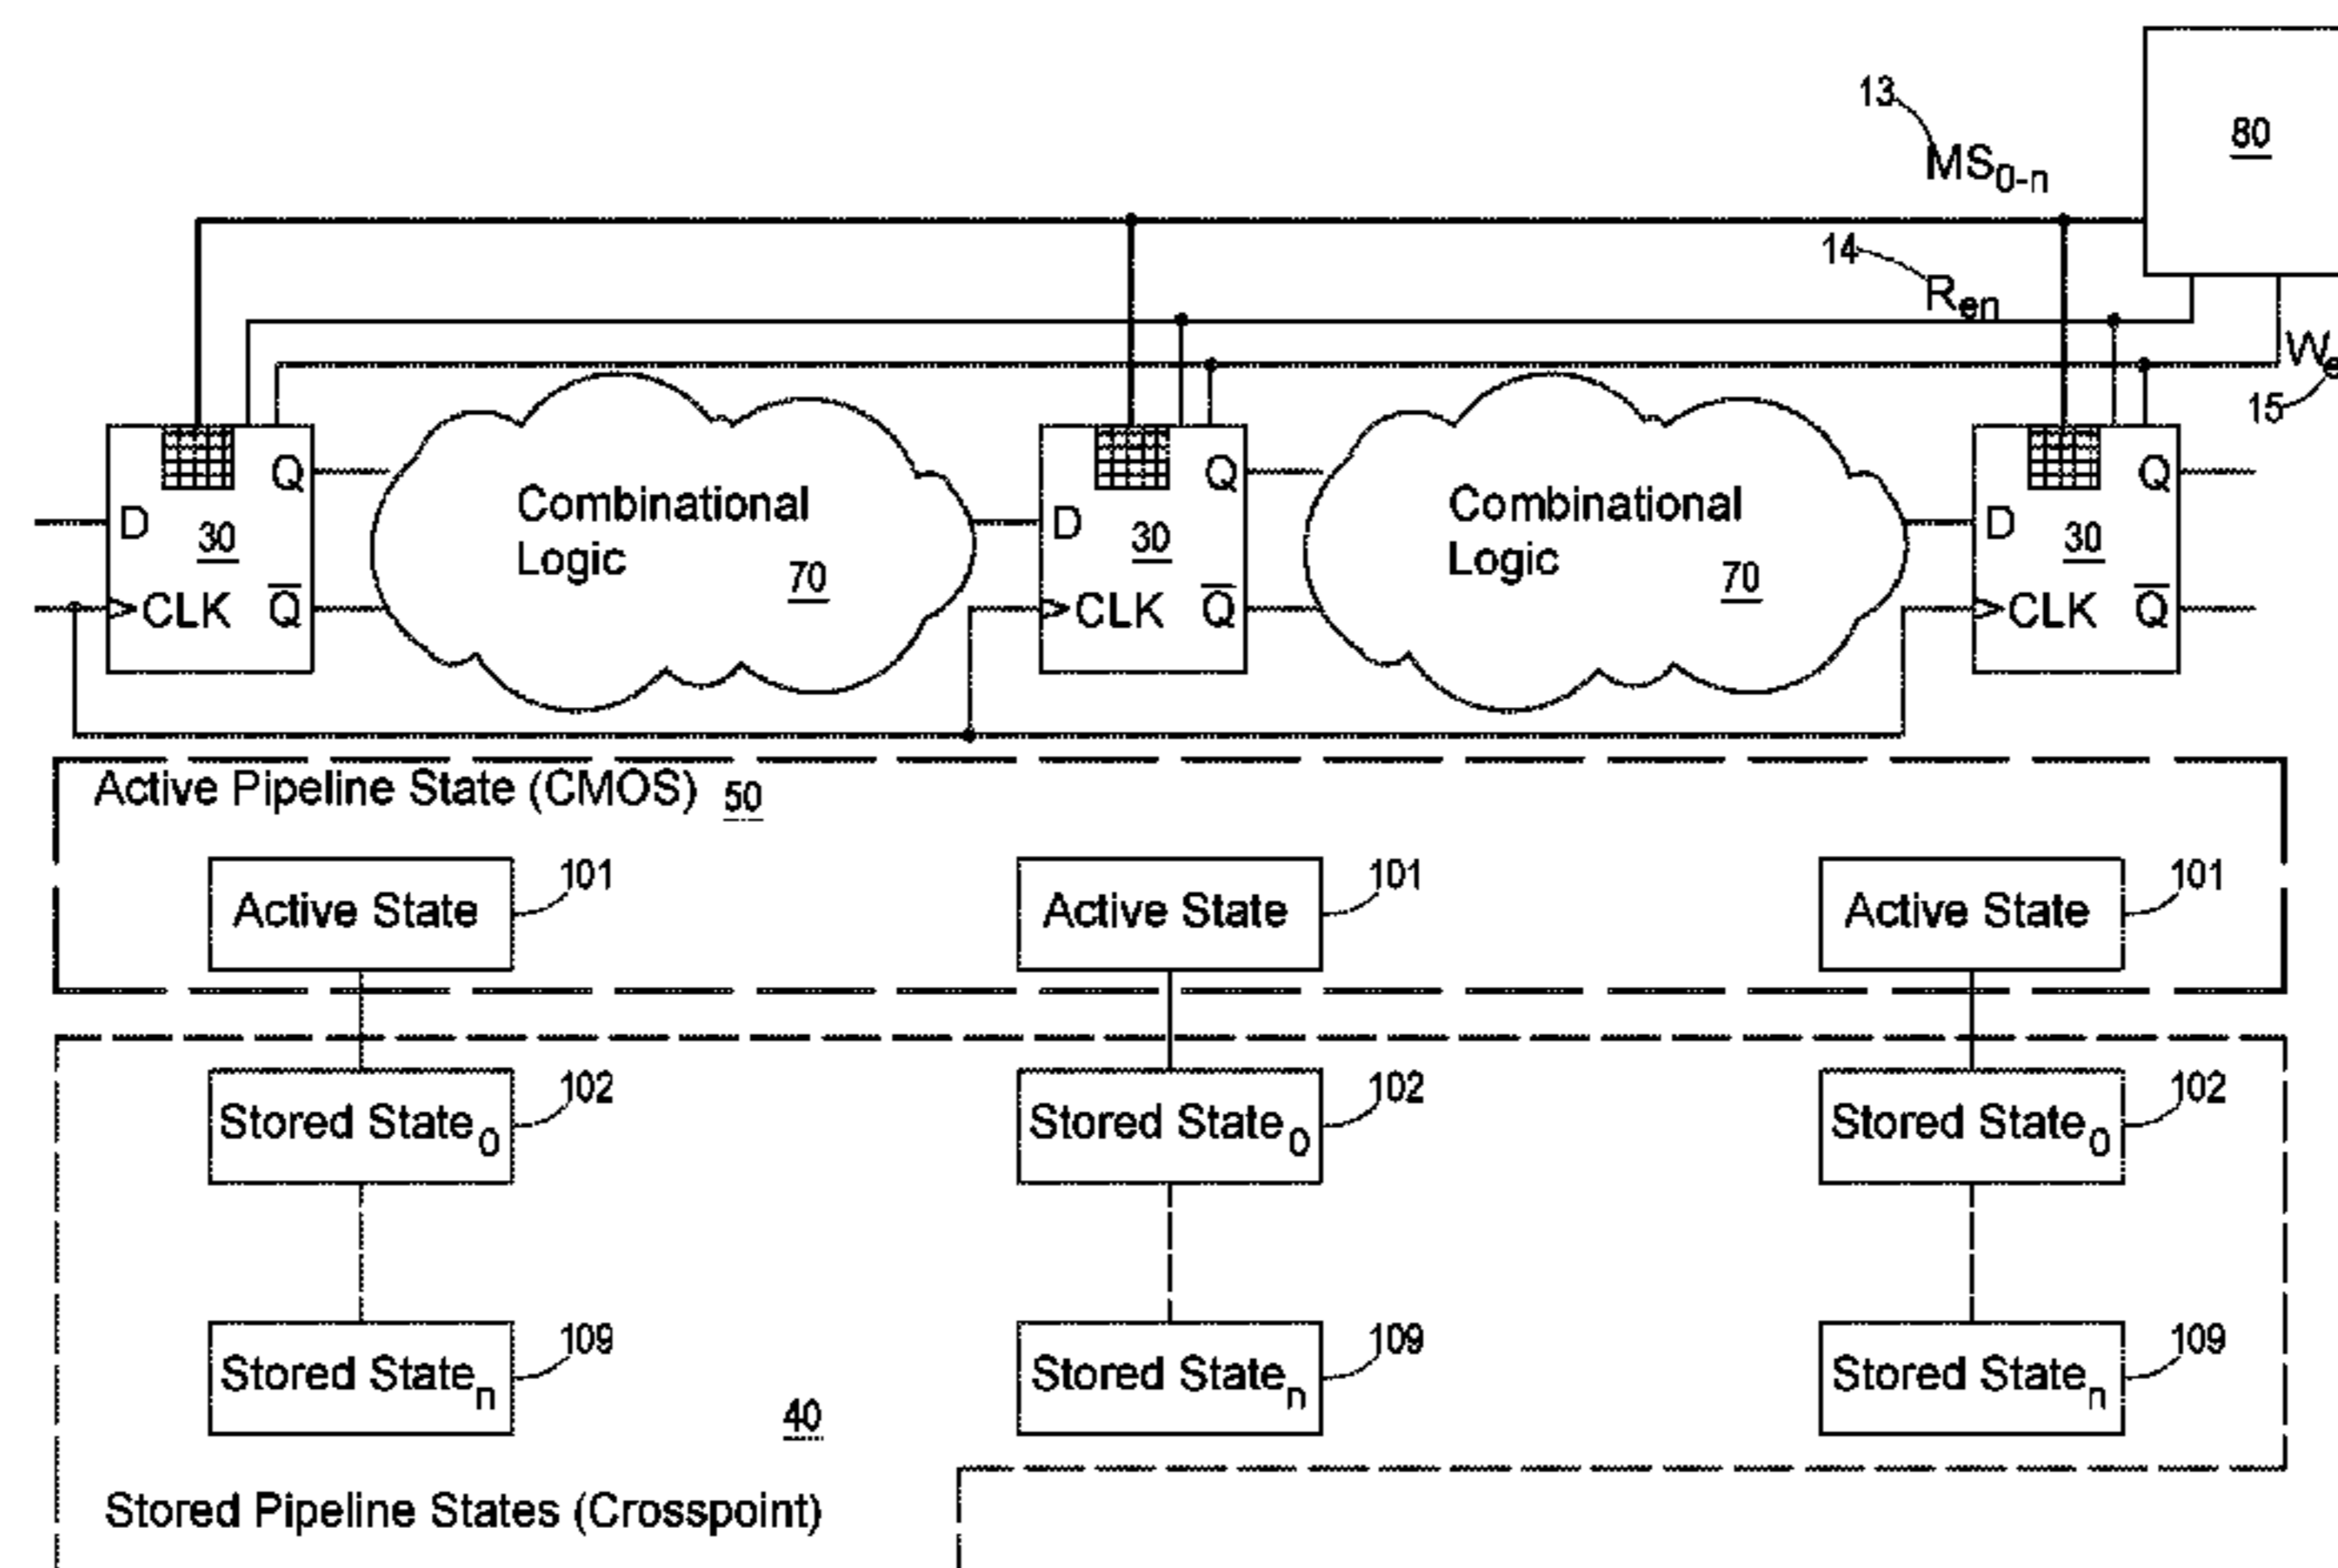 13
MS0-n
80
14
Ren
W
15
Q
Q
Q
Combinational
Logic
70
Combinational
Logic
70
D
30
D
30
D
30
CLK
Q̅
CLK
Q̅
CLK
Q̅
Active Pipeline State (CMOS) 50
Active State
101
Active State
101
Active State
101
Stored State0
102
Stored State0
102
Stored State0
102
Stored Staten
109
Stored Staten
109
Stored Staten
109
40
Stored Pipeline States (Crosspoint)